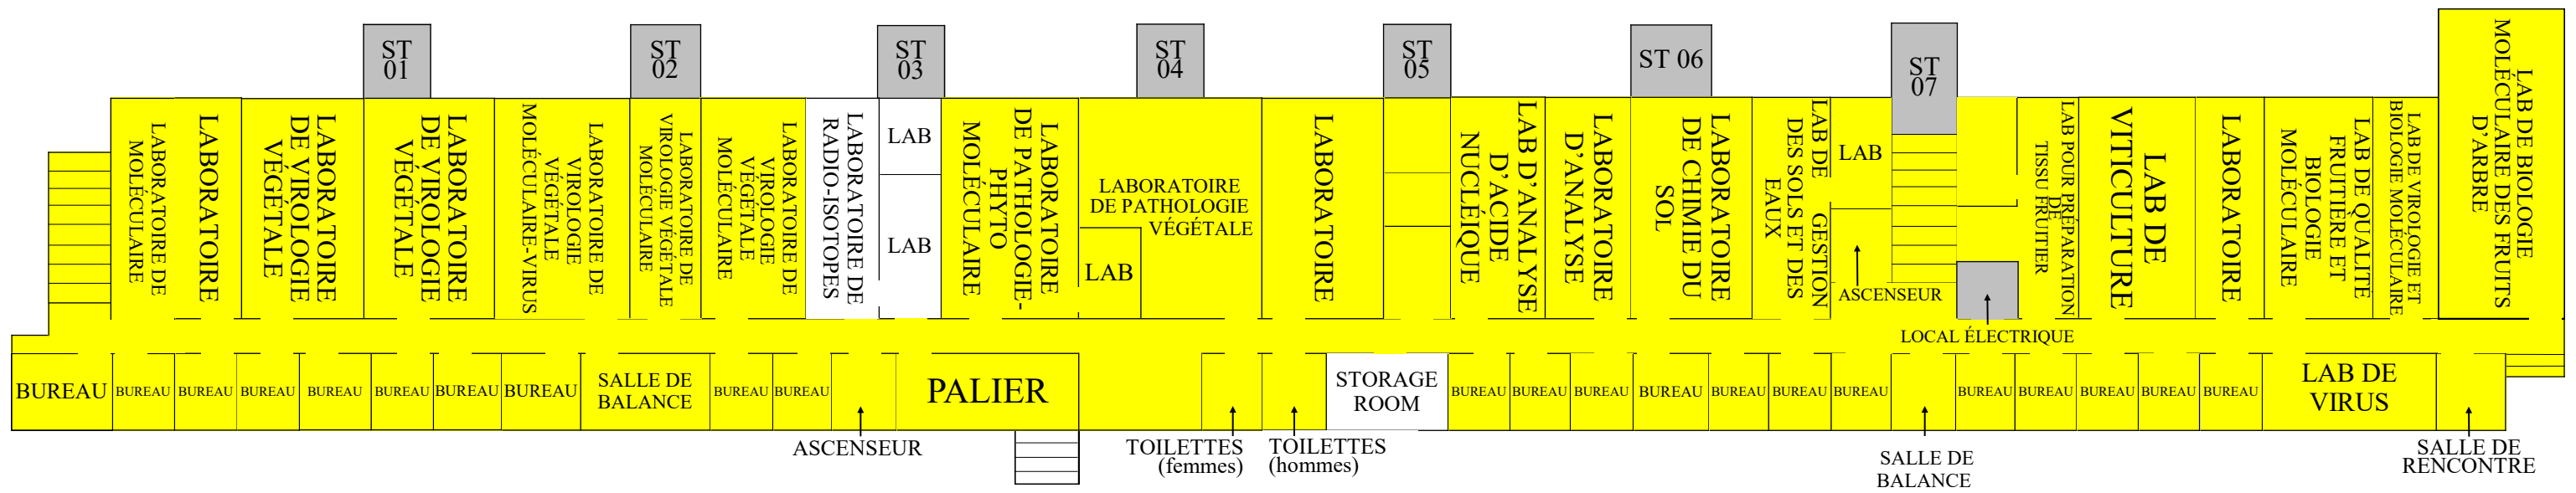 ST
01
ST
02
ST
03
ST
04
ST
05
ST 06
ST
07
LABORATOIRE DE
MOLÉCULAIRE
LABORATOIRE
LABORATOIRE
DE VIROLOGIE
VÉGÉTALE
LABORATOIRE
DE VIROLOGIE
VÉGÉTALE
LABORATOIRE DE
VIROLOGIE
VÉGÉTALE
MOLÉCULAIRE-VIRUS
LABORATOIRE DE
VIROLOGIE VÉGÉTALE
MOLÉCULAIRE
LABORATOIRE DE
VIROLOGIE
VÉGÉTALE
MOLÉCULAIRE
LABORATOIRE DE
RADIO-ISOTOPES
LAB
LAB
LABORATOIRE
DE PATHOLOGIE-
PHYTO
MOLÉCULAIRE
LABORATOIRE
DE PATHOLOGIE
VÉGÉTALE
LAB
LABORATOIRE
LAB D'ANALYSE
D'ACIDE
NUCLÉIQUE
LABORATOIRE
D'ANALYSE
LABORATOIRE
DE CHIME DU
SOL
LAB DE GESTION
DES SOLS ET DES
EAUX
LAB
ASCENSEUR
LOCAL ÉLECTRIQUE
LAB POUR PRÉPARATION
DE
TISSU FRUITIER
LAB DE
VITICULTURE
LABORATOIRE
LAB DE QUALITÉ
FRUITIÈRE ET
BIOLOGIE
MOLÉCULAIRE
LAB DE VIROLOGIE ET
BIOLOGIE MOLÉCULAIRE
LAB DE BIOLOGIE
MOLÉCULAIRE DES FRUITS
D'ARBRE
BUREAU
BUREAU
BUREAU
BUREAU
BUREAU
BUREAU
BUREAU
BUREAU
SALLE DE
BALANCE
BUREAU
BUREAU
ASCENSEUR
PALIER
TOILETTES
(femmes)
TOILETTES
(hommes)
STORAGE
ROOM
BUREAU
BUREAU
BUREAU
BUREAU
BUREAU
BUREAU
BUREAU
SALLE DE
BALANCE
BUREAU
BUREAU
BUREAU
BUREAU
BUREAU
LAB DE
VIRUS
SALLE DE
RENCONTRE